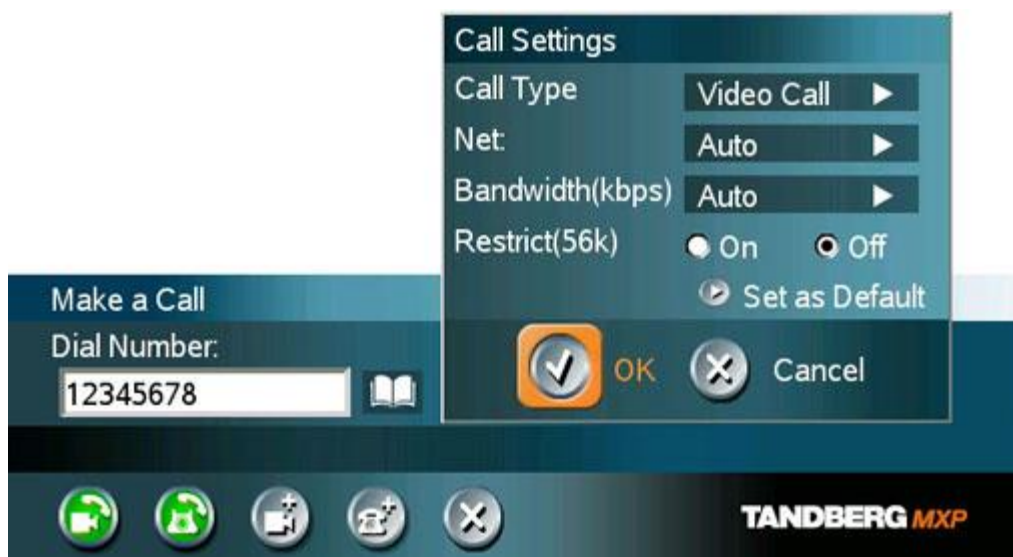 Call Settings
Call Type Video Call
Net: Auto
Bandwidth(kbps) Auto
Restrict(56k) On Off
Set as Default
OK Cancel
Make a Call
Dial Number:
12345678
TANDBERG MXP